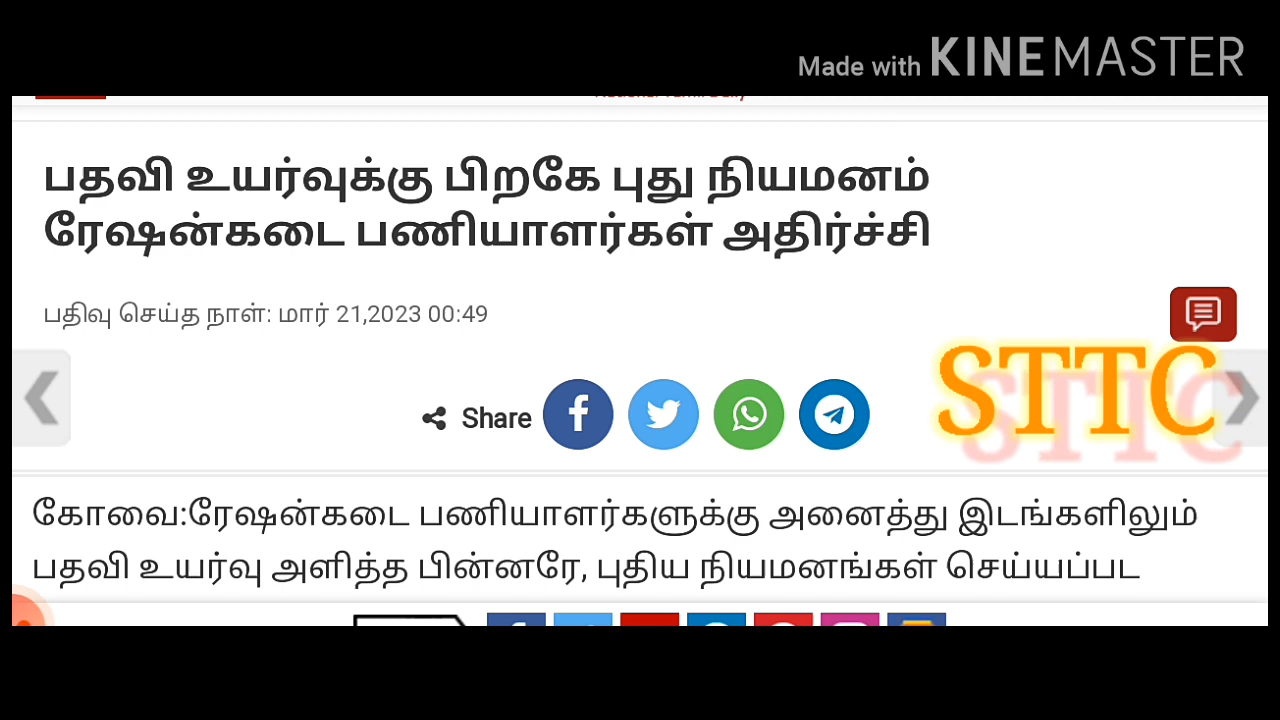 Made with KINEMASTER
பதவி உயர்வுக்கு பிறகே புது நியமனம்
ரேஷன்கடை பணியாளர்கள் அதிர்ச்சி
பதிவு செய்த நாள்: மார் 21,2023 00:49
Share
STTC
கோவை:ரேஷன்கடை பணியாளர்களுக்கு அனைத்து இடங்களிலும்
பதவி உயர்வு அளித்த பின்னரே, புதிய நியமனங்கள் செய்யப்பட